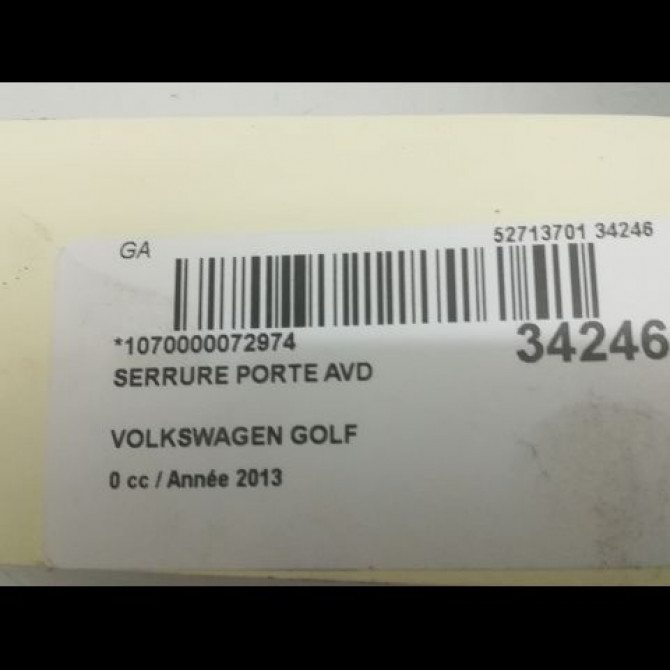 GA
52713701 34246
*1070000072974
34246
SERRURE PORTE AVD
VOLKSWAGEN GOLF
0 cc / Année 2013